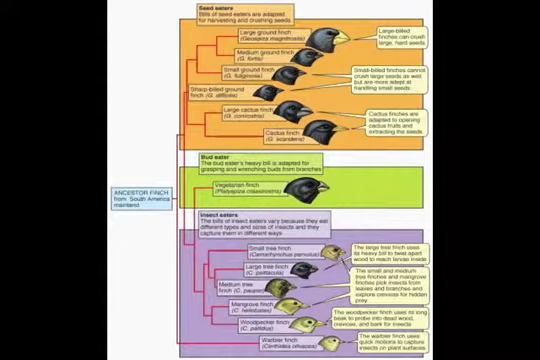 Seed eaters
Bills of seed eaters are adapted
for harvesting and crushing seeds
Large ground finch
(Geospiza magnirostris)
Large-billed
finches can crush
large, hard seeds
Medium ground finch
(G. fortis)
Small ground finch
(G. fuliginosa)
Small-billed finches cannot
crush large seeds as well,
but are more adept at
handling small seeds
Sharp-billed ground
finch (G. difficilis)
Large cactus finch
(G. conirostris)
Cactus finches are
adapted to opening
cactus fruits and
extracting the seeds.
Cactus finch
(G. scandens)
Bud eater
The bud eater's heavy bill is adapted for
grasping and wrenching buds from branches
ANCESTOR FINCH
from South America
mainland
Vegetarian finch
(Platyspiza crassirostris)
Insect eaters
The bills of insect eaters vary because they eat
different types and sizes of insects and they
capture them in different ways
Small tree finch
(Camarhynchus parvulus)
The large tree finch uses
its heavy bill to twist apart
wood to reach larvae inside
Large tree finch
(C. psittacula)
The small and medium
tree finches and mangrove
finches pick insects from
leaves and branches and
explore crevices for hidden
prey
Medium tree
finch (C. pauper)
Mangrove finch
(C. heliobates)
The woodpecker finch uses its long
beak to probe into dead wood,
crevices, and bark for insects
Woodpecker finch
(C. pallidus)
Warbler finch
(Certhidea olivacea)
The warbler finch uses
quick motions to capture
insects on plant surfaces